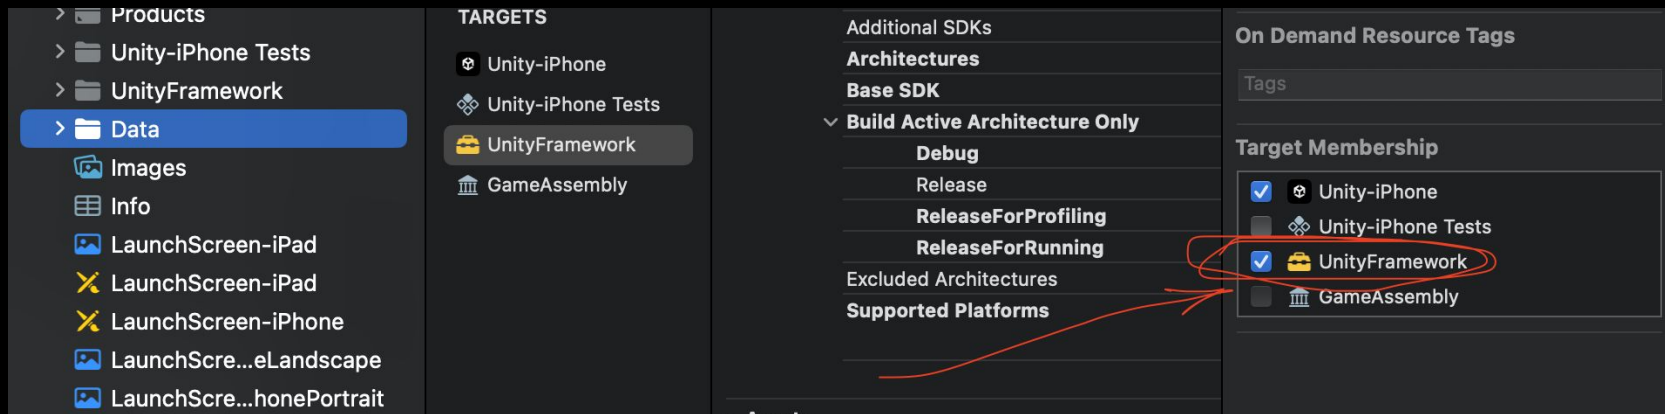 Products
Unity-iPhone Tests
UnityFramework
Data
Images
Info
LaunchScreen-iPad
LaunchScreen-iPad
LaunchScreen-iPhone
LaunchScre...eLandscape
LaunchScre...honePortrait
TARGETS
Unity-iPhone
Unity-iPhone Tests
UnityFramework
GameAssembly
Additional SDKs
Architectures
Base SDK
Build Active Architecture Only
Debug
Release
ReleaseForProfiling
ReleaseForRunning
Excluded Architectures
Supported Platforms
On Demand Resource Tags
Tags
Target Membership
Unity-iPhone
Unity-iPhone Tests
UnityFramework
GameAssembly